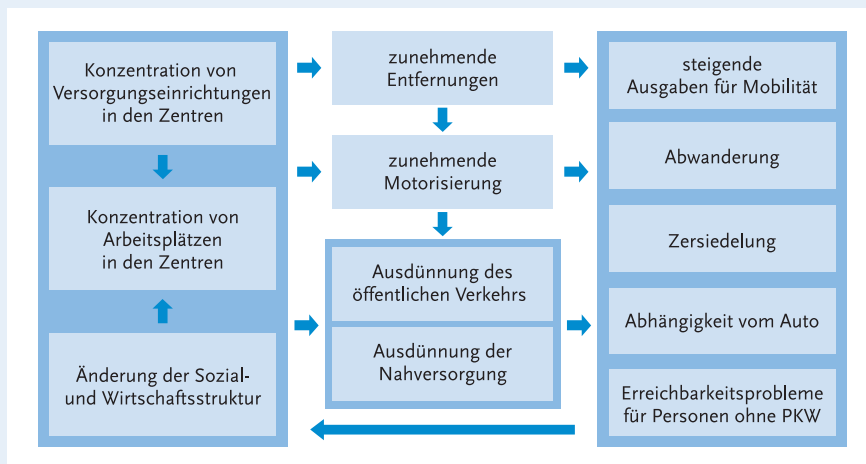 Konzentration von
Versorgungseinrichtungen
in den Zentren
Konzentration von
Arbeitsplätzen
in den Zentren
Änderung der Sozial-
und Wirtschaftsstruktur
zunehmende
Entfernungen
zunehmende
Motorisierung
Ausdünnung des
öffentlichen Verkehrs
Ausdünnung der
Nahversorgung
steigende
Ausgaben für Mobilität
Abwanderung
Zersiedelung
Abhängigkeit vom Auto
Erreichbarkeitsprobleme
für Personen ohne PKW